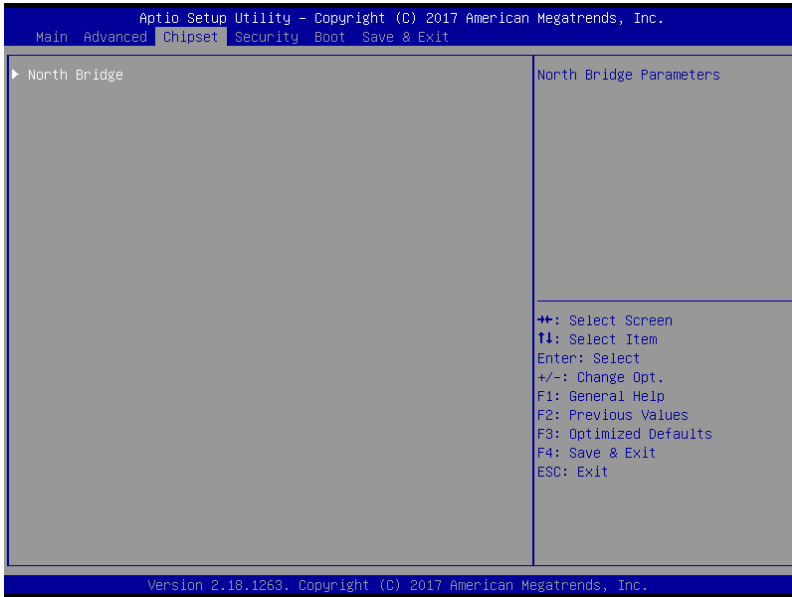 Aptio Setup Utility – Copyright (C) 2017 American Megatrends, Inc.
Main Advanced Chipset Security Boot Save & Exit
▶ North Bridge
North Bridge Parameters
→←: Select Screen
↑↓: Select Item
Enter: Select
+/-: Change Opt.
F1: General Help
F2: Previous Values
F3: Optimized Defaults
F4: Save & Exit
ESC: Exit
Version 2.18.1263. Copyright (C) 2017 American Megatrends, Inc.